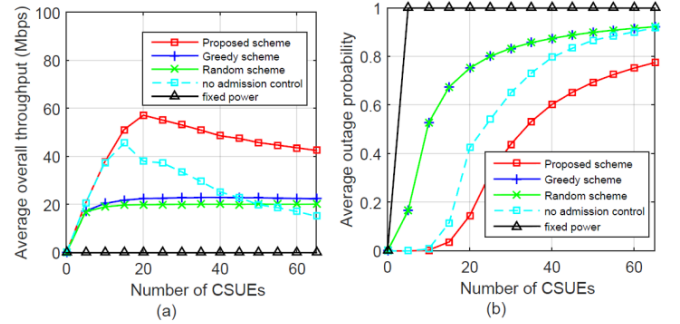 Average overall throughput (Mbps)
100
80
60
40
20
0
Proposed scheme
Greedy scheme
Random scheme
no admission control
fixed power
0 20 40 60
Number of CSUEs
(a)
Average outage probability
1
0.8
0.6
0.4
0.2
0
Proposed scheme
Greedy scheme
Random scheme
no admission control
fixed power
0 20 40 60
Number of CSUEs
(b)